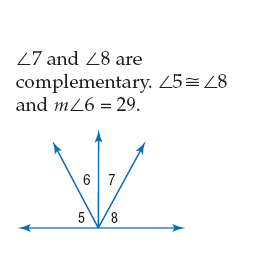 ∠7 and ∠8 are
complementary. ∠5 ≅ ∠8
and m∠6 = 29.
6 7
5 8